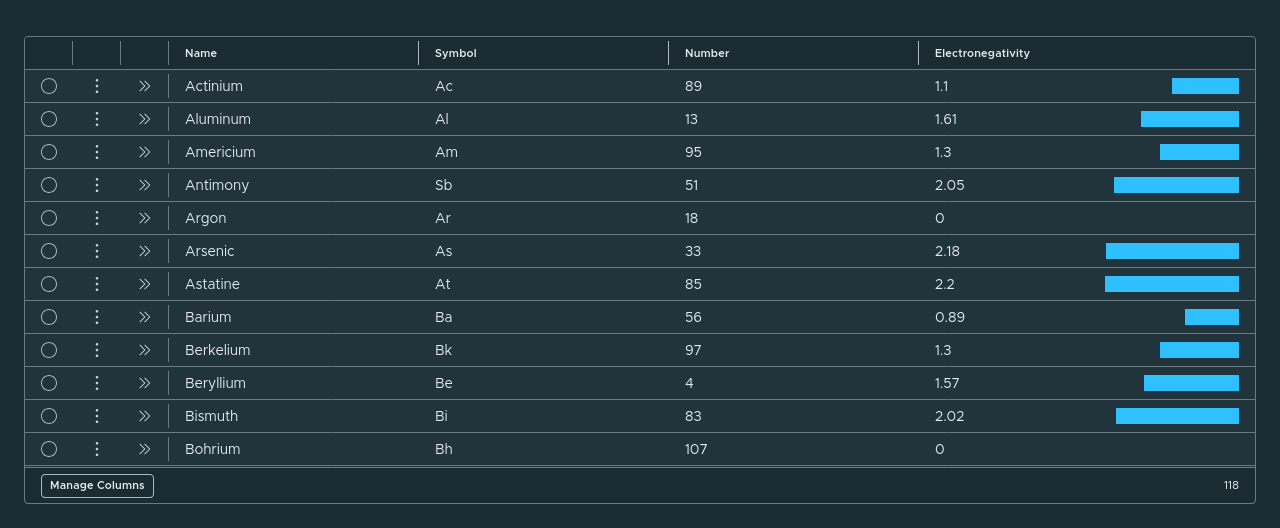 Name Symbol Number Electronegativity
Actinium Ac 89 1.1
Aluminum Al 13 1.61
Americium Am 95 1.3
Antimony Sb 51 2.05
Argon Ar 18 0
Arsenic As 33 2.18
Astatine At 85 2.2
Barium Ba 56 0.89
Berkelium Bk 97 1.3
Beryllium Be 4 1.57
Bismuth Bi 83 2.02
Bohrium Bh 107 0
Manage Columns 118